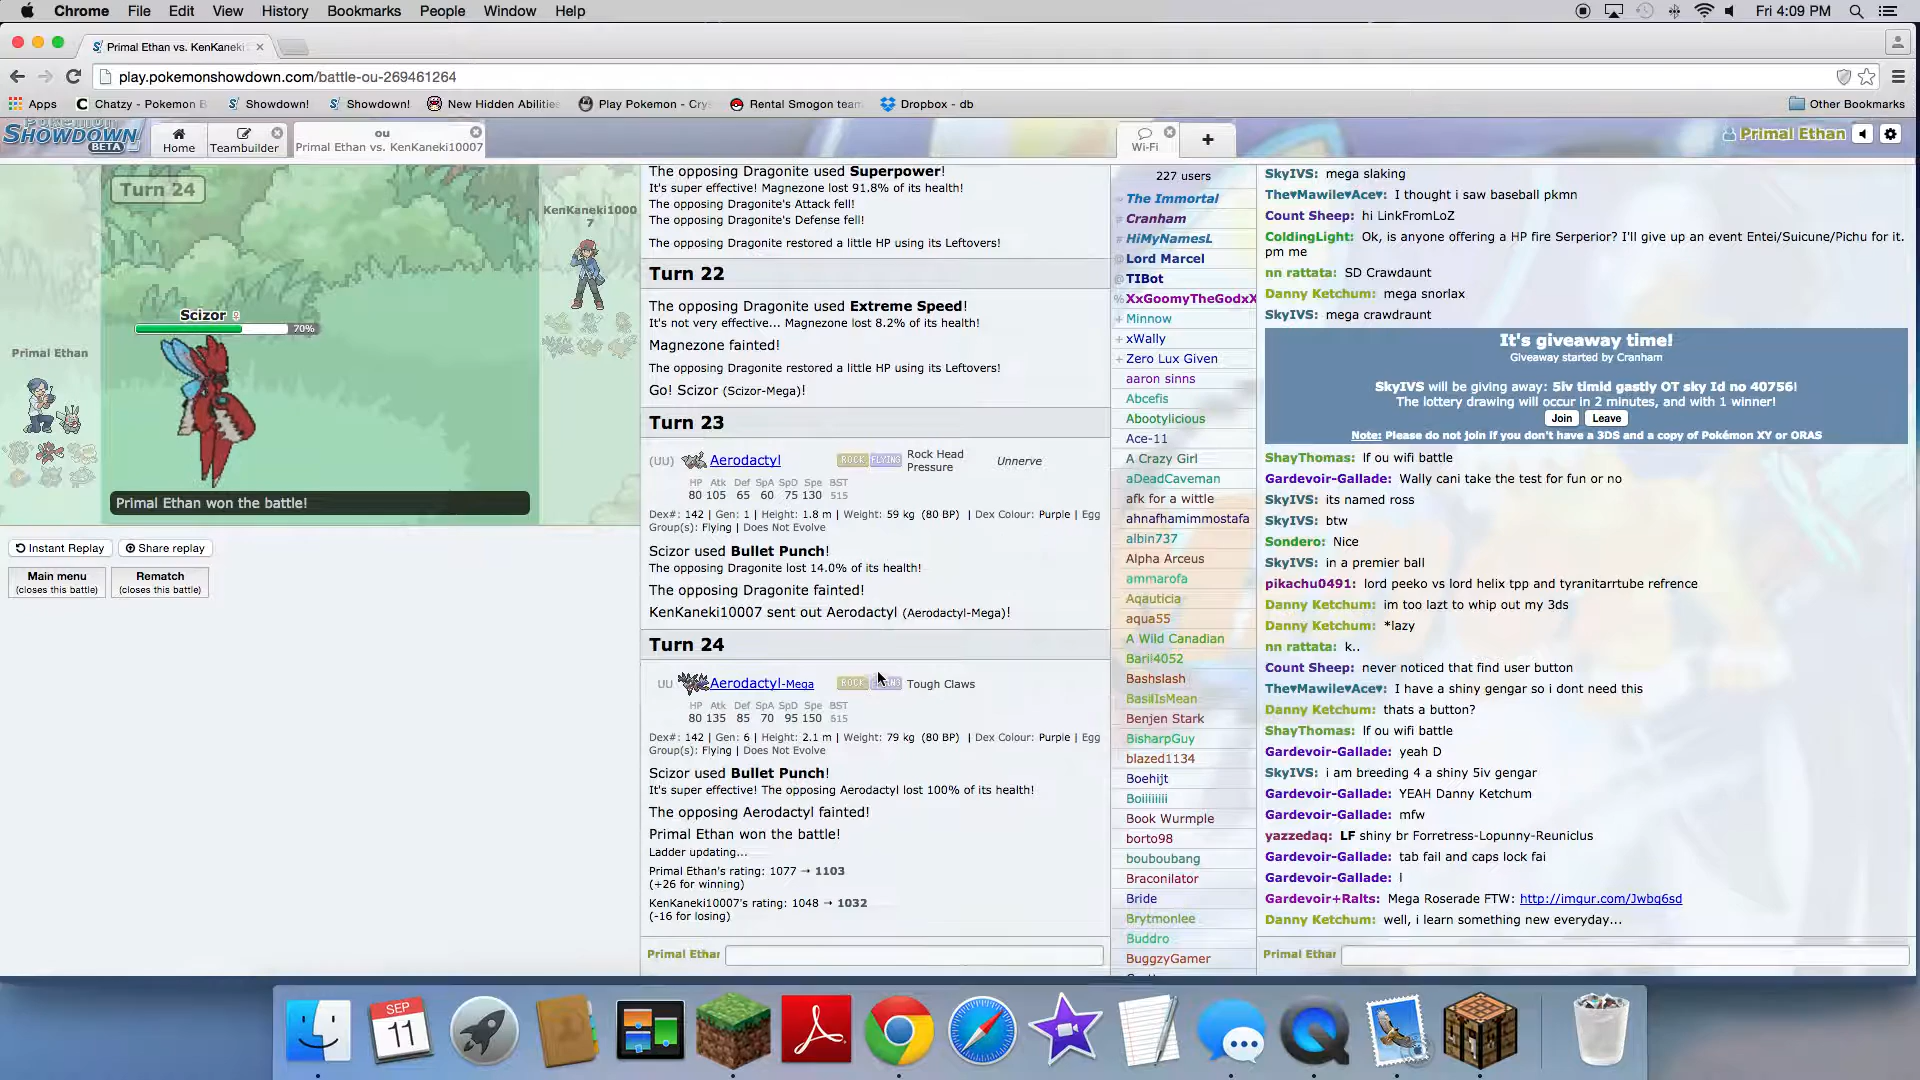 Chrome File Edit View History Bookmarks People Window Help Fri 4:09 PM
Primal Ethan vs. KenKaneki
play.pokemonshowdown.com/battle-ou-269461264
Apps Chatzy - Pokemon B Showdown! Showdown! New Hidden Abilitie Play Pokemon - Cry Rental Smogon team Dropbox - db Other Bookmarks
POKÉMON SHOWDOWN BETA
Home
Teambuilder
ou
Primal Ethan vs. KenKaneki10007
Wi-Fi
+
Primal Ethan
Turn 24
KenKaneki1000
7
Scizor
70%
Primal Ethan
Primal Ethan won the battle!
Instant Replay Share replay
Main menu
(closes this battle)
Rematch
(closes this battle)
The opposing Dragonite used Superpower!
It's super effective! Magnezone lost 91.8% of its health!
The opposing Dragonite's Attack fell!
The opposing Dragonite's Defense fell!
The opposing Dragonite restored a little HP using its Leftovers!
Turn 22
The opposing Dragonite used Extreme Speed!
It's not very effective... Magnezone lost 8.2% of its health!
Magnezone fainted!
The opposing Dragonite restored a little HP using its Leftovers!
Go! Scizor (Scizor-Mega)!
Turn 23
(UU) Aerodactyl ROCK FLYING Rock Head
Pressure Unnerve
HP Atk Def SpA SpD Spe BST
80 105 65 60 75 130 515
Dex#: 142 | Gen: 1 | Height: 1.8 m | Weight: 59 kg (80 BP) | Dex Colour: Purple | Egg
Group(s): Flying | Does Not Evolve
Scizor used Bullet Punch!
The opposing Dragonite lost 14.0% of its health!
The opposing Dragonite fainted!
KenKaneki10007 sent out Aerodactyl (Aerodactyl-Mega)!
Turn 24
UU Aerodactyl-Mega ROCK Tough Claws
HP Atk Def SpA SpD Spe BST
80 135 85 70 95 150 615
Dex#: 142 | Gen: 6 | Height: 2.1 m | Weight: 79 kg (80 BP) | Dex Colour: Purple | Egg
Group(s): Flying | Does Not Evolve
Scizor used Bullet Punch!
It's super effective! The opposing Aerodactyl lost 100% of its health!
The opposing Aerodactyl fainted!
Primal Ethan won the battle!
Ladder updating...
Primal Ethan's rating: 1077 → 1103
(+26 for winning)
KenKaneki10007's rating: 1048 → 1032
(-16 for losing)
Primal Ethan
227 users
~ The Immortal
# Cranham
# HiMyNamesL
@ Lord Marcel
@ TIBot
% XxGoomyTheGodxX
+ Minnow
+ xWally
+ Zero Lux Given
aaron sinns
Abcefis
Abootylicious
Ace-11
A Crazy Girl
aDeadCaveman
afk for a wittle
ahnafhamimmostafa
albin737
Alpha Arceus
ammarofa
Aqauticia
aqua55
A Wild Canadian
Barii4052
Bashslash
BasilIsMean
Benjen Stark
BisharpGuy
blazed1134
Boehijt
Boiiiiiii
Book Wurmple
borto98
bouboubang
Braconilator
Bride
Brytmonlee
Buddro
BuggzyGamer
SkyIVS: mega slaking
The♥Mawile♥Ace♥: I thought i saw baseball pkmn
Count Sheep: hi LinkFromLoZ
ColdingLight: Ok, is anyone offering a HP fire Serperior? I'll give up an event Entei/Suicune/Pichu for it.
pm me
nn rattata: SD Crawdaunt
Danny Ketchum: mega snorlax
SkyIVS: mega crawdraunt
It's giveaway time!
Giveaway started by Cranham
SkyIVS will be giving away: 5iv timid gastly OT sky Id no 40756!
The lottery drawing will occur in 2 minutes, and with 1 winner!
Join Leave
Note: Please do not join if you don't have a 3DS and a copy of Pokémon XY or ORAS
ShayThomas: lf ou wifi battle
Gardevoir-Gallade: Wally cani take the test for fun or no
SkyIVS: its named ross
SkyIVS: btw
Sondero: Nice
SkyIVS: in a premier ball
pikachu0491: lord peeko vs lord helix tpp and tyranitarrtube refrence
Danny Ketchum: im too lazt to whip out my 3ds
Danny Ketchum: *lazy
nn rattata: k..
Count Sheep: never noticed that find user button
The♥Mawile♥Ace♥: I have a shiny gengar so i dont need this
Danny Ketchum: thats a button?
ShayThomas: lf ou wifi battle
Gardevoir-Gallade: yeah D
SkyIVS: i am breeding 4 a shiny 5iv gengar
Gardevoir-Gallade: YEAH Danny Ketchum
Gardevoir-Gallade: mfw
yazzedaq: LF shiny br Forretress-Lopunny-Reuniclus
Gardevoir-Gallade: tab fail and caps lock fai
Gardevoir-Gallade: l
Gardevoir+Ralts: Mega Roserade FTW: http://imgur.com/Jwbq6sd
Danny Ketchum: well, i learn something new everyday...
Primal Ethan
SEP
11